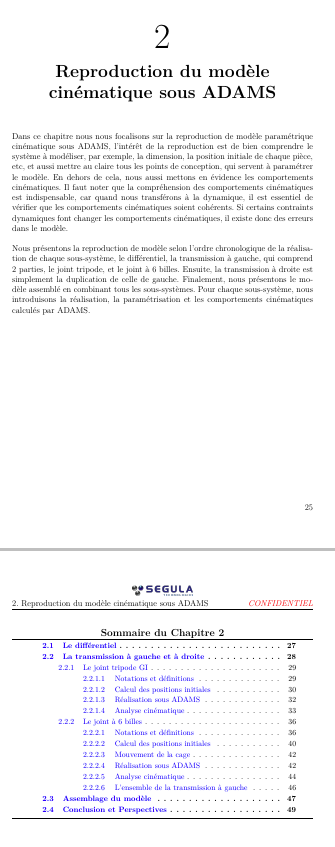 2
Reproduction du modèle
cinématique sous ADAMS
Dans ce chapitre nous nous focalisons sur la reproduction de modèle paramétrique
cinématique sous ADAMS, l'intérêt de la reproduction est de bien comprendre le
système à modéliser, par exemple, la dimension, la position initiale de chaque pièce,
etc, et aussi mettre au claire tous les points de conception, qui servent à paramétrer
le modèle. En dehors de cela, nous aussi mettons en évidence les comportements
cinématiques. Il faut noter que la compréhension des comportements cinématiques
est indispensable, car quand nous transférons à la dynamique, il est essentiel de
vérifier que les comportements cinématiques soient cohérents. Si certains contraints
dynamiques font changer les comportements cinématiques, il existe donc des erreurs
dans le modèle.
Nous présentons la reproduction de modèle selon l'ordre chronologique de la réalisa-
tion de chaque sous-système, le différentiel, la transmission à gauche, qui comprend
2 parties, le joint tripode, et le joint à 6 billes. Ensuite, la transmission à droite est
simplement la duplication de celle de gauche. Finalement, nous présentons le mo-
dèle assemblé en combinant tous les sous-systèmes. Pour chaque sous-système, nous
introduisons la réalisation, la paramétrisation et les comportements cinématiques
calculés par ADAMS.
25
SEGULA
2. Reproduction du modèle cinématique sous ADAMS CONFIDENTIEL
Sommaire du Chapitre 2
2.1 Le différentiel . . . . . . . . . . . . . . . . . . . . . . . 27
2.2 La transmission à gauche et à droite . . . . . . . . . . . . 28
2.2.1 Le joint tripode GI . . . . . . . . . . . . . . . . . . . 29
2.2.1.1 Notations et définitions . . . . . . . . . . . . . 29
2.2.1.2 Calcul des positions initiales . . . . . . . . . . . 30
2.2.1.3 Réalisation sous ADAMS . . . . . . . . . . . . 32
2.2.1.4 Analyse cinématique . . . . . . . . . . . . . . 33
2.2.2 Le joint à 6 billes . . . . . . . . . . . . . . . . . . . . 36
2.2.2.1 Notations et définitions . . . . . . . . . . . . . 36
2.2.2.2 Calcul des positions initiales . . . . . . . . . . . 40
2.2.2.3 Mouvement de la cage . . . . . . . . . . . . . 42
2.2.2.4 Réalisation sous ADAMS . . . . . . . . . . . . 42
2.2.2.5 Analyse cinématique . . . . . . . . . . . . . . 44
2.2.2.6 L'ensemble de la transmission à gauche . . . . . 46
2.3 Assemblage du modèle . . . . . . . . . . . . . . . . . . . 47
2.4 Conclusion et Perspectives . . . . . . . . . . . . . . . . . 49